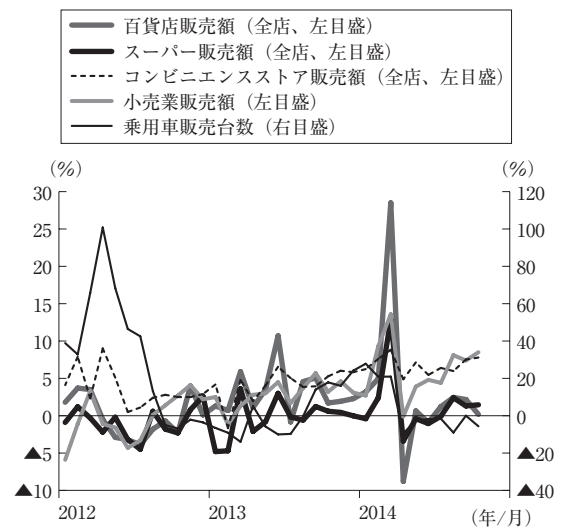 百貨店販売額（全店、左目盛）
スーパー販売額（全店、左目盛）
コンビニエンスストア販売額（全店、左目盛）
小売業販売額（左目盛）
乗用車販売台数（右目盛）
（%） （%）
30 120
25 100
20 80
15 60
10 40
5 20
0 0
▲5 ▲20
▲10 ▲40
2012 2013 2014 （年/月）